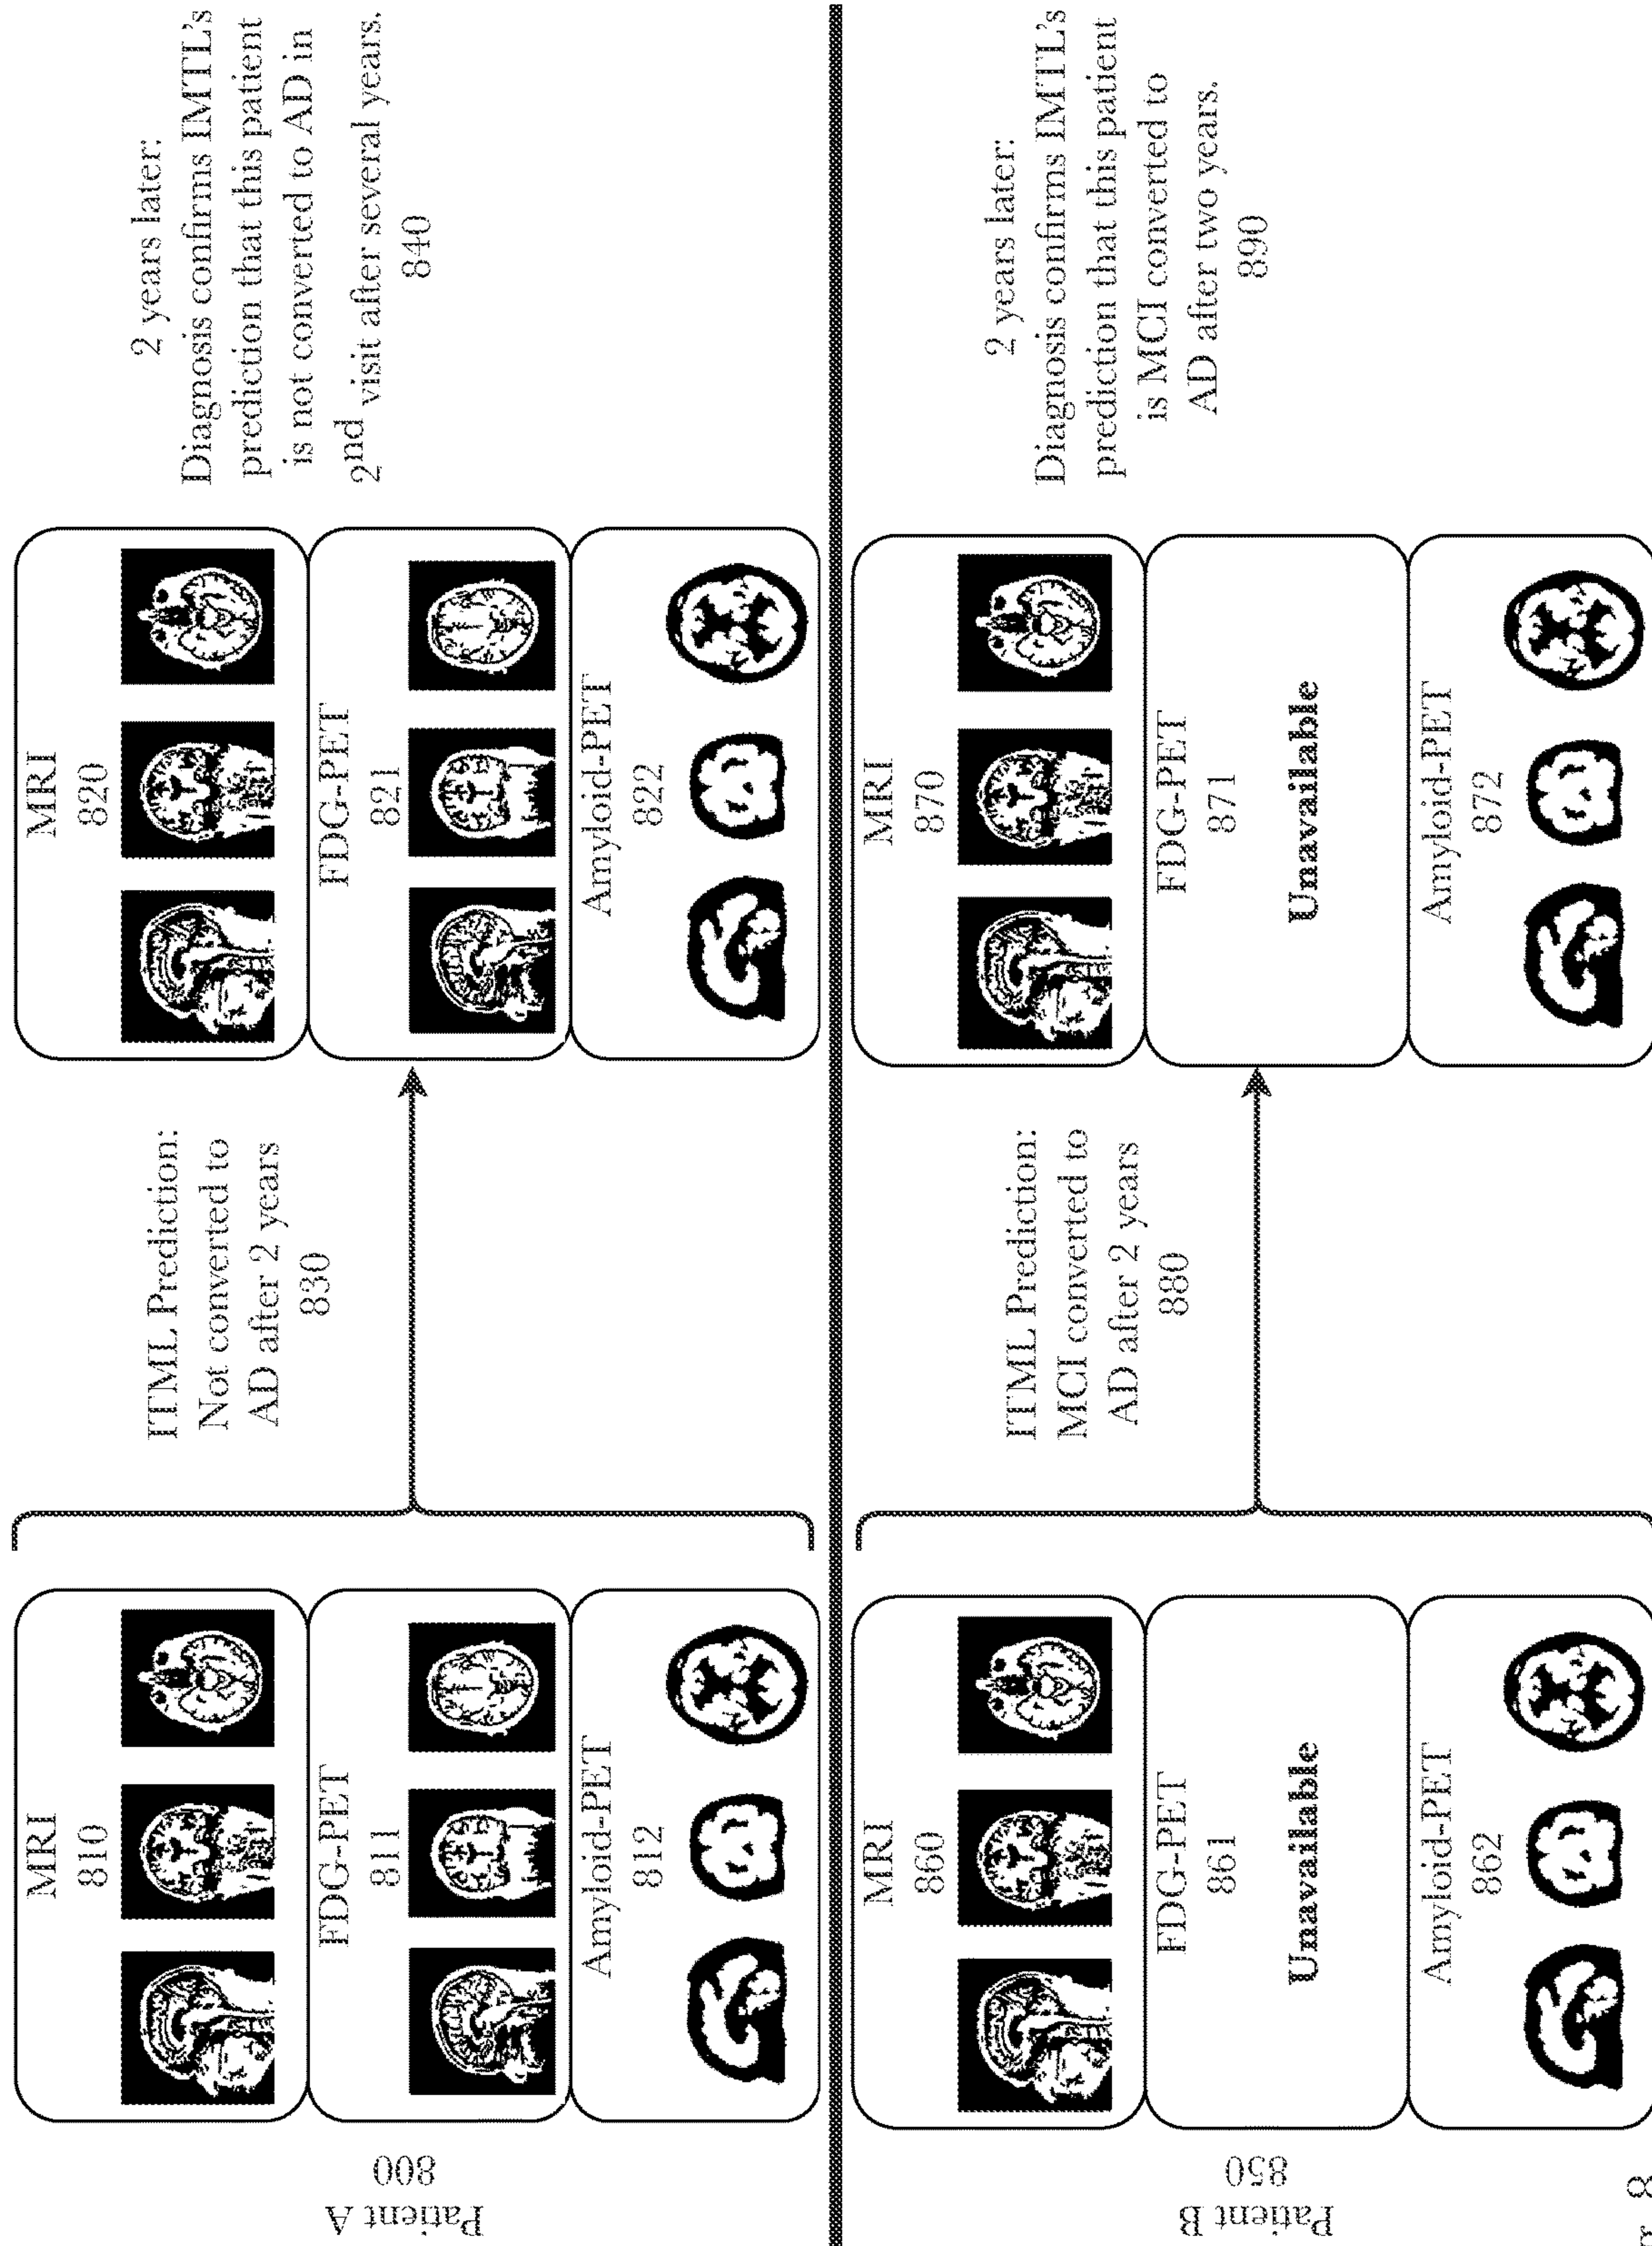 Patient A
800
MRI
810
FDG-PET
811
Amyloid-PET
812
ITML Prediction:
Not converted to
AD after 2 years
830
MRI
820
FDG-PET
821
Amyloid-PET
822
2 years later:
Diagnosis confirms IMTL's
prediction that this patient
is not converted to AD in
2nd visit after several years.
840
Patient B
850
MRI
860
FDG-PET
861
Unavailable
Amyloid-PET
862
ITML Prediction:
MCI converted to
AD after 2 years
880
MRI
870
FDG-PET
871
Unavailable
Amyloid-PET
872
2 years later:
Diagnosis confirms IMTL's
prediction that this patient
is MCI converted to
AD after two years.
890
8